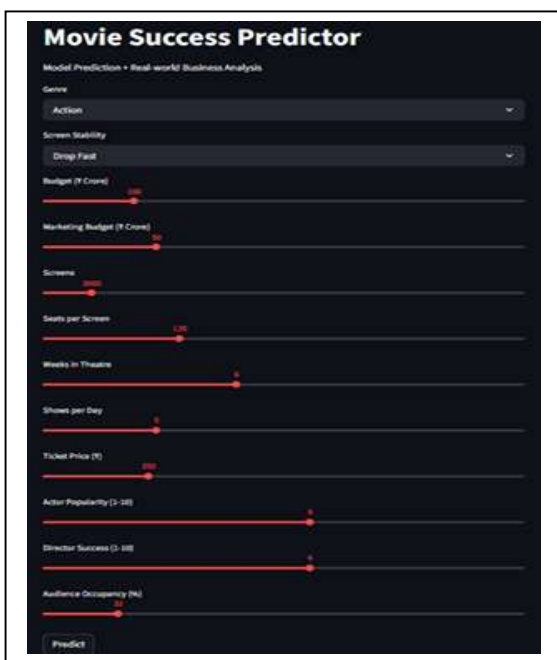 Movie Success Predictor
Model Prediction + Real-world Business Analysis
Genre
Action
Screen Stability
Drop Fast
Budget (₹ Crore)
Marketing Budget (₹ Crore)
50
Screens
Seats per Screen
Weeks in Theatre
Shows per Day
Ticket Price (₹)
Actor Popularity (1-10)
Director Success (1-10)
Audience Occupancy (%)
Predict